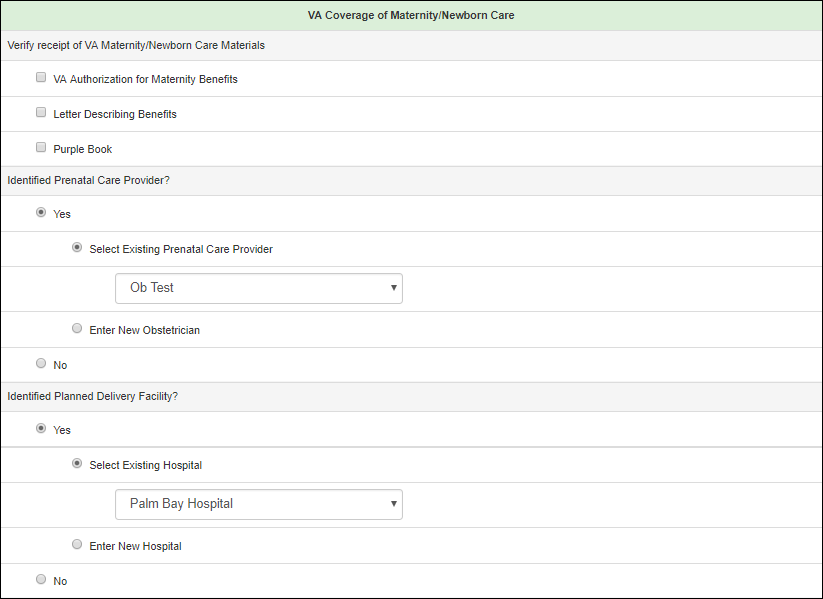 VA Coverage of Maternity/Newborn Care
Verify receipt of VA Maternity/Newborn Care Materials
VA Authorization for Maternity Benefits
Letter Describing Benefits
Purple Book
Identified Prenatal Care Provider?
Yes
Select Existing Prenatal Care Provider
Ob Test
Enter New Obstetrician
No
Identified Planned Delivery Facility?
Yes
Select Existing Hospital
Palm Bay Hospital
Enter New Hospital
No